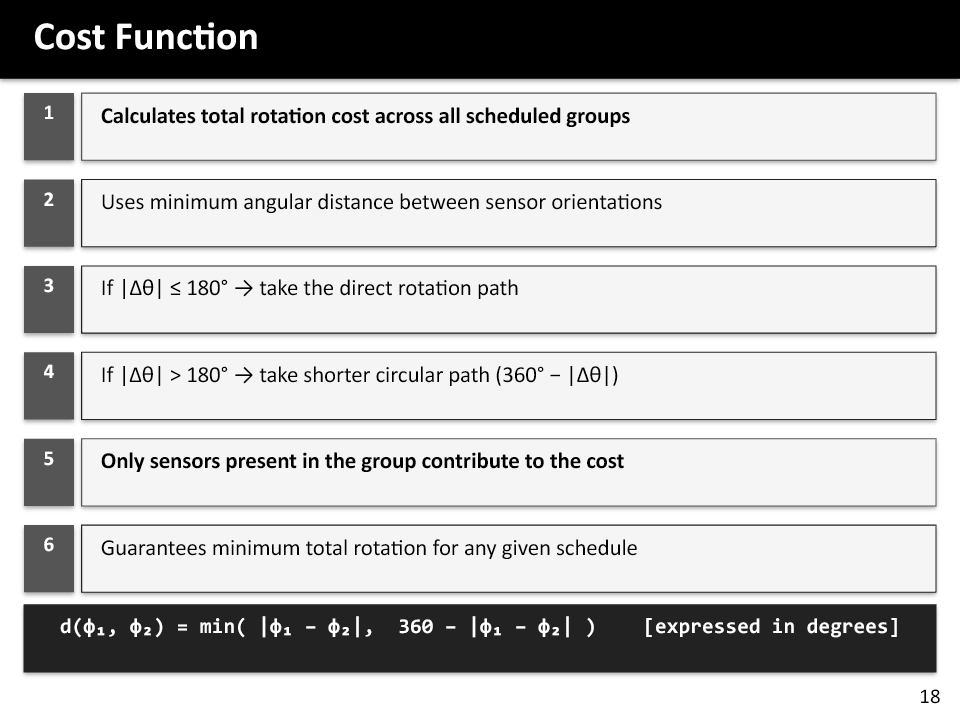 Cost Function
1
Calculates total rotation cost across all scheduled groups
2
Uses minimum angular distance between sensor orientations
3
If |Δθ| ≤ 180° → take the direct rotation path
4
If |Δθ| > 180° → take shorter circular path (360° − |Δθ|)
5
Only sensors present in the group contribute to the cost
6
Guarantees minimum total rotation for any given schedule
d(ϕ₁, ϕ₂) = min( |ϕ₁ − ϕ₂|, 360 − |ϕ₁ − ϕ₂| ) [expressed in degrees]
18